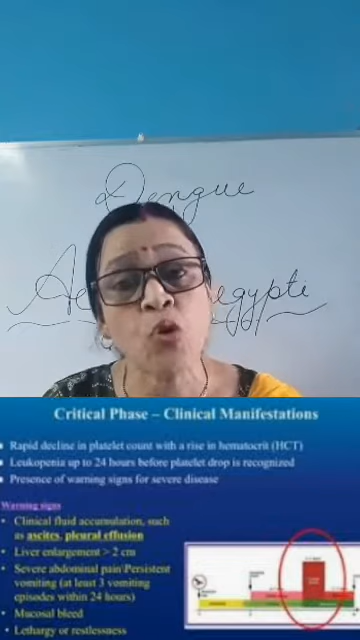 Dengue
Ae egypti
Critical Phase – Clinical Manifestations
Rapid decline in platelet count with a rise in hematocrit (HCT)
Leukopenia up to 24 hours before platelet drop is recognized
Presence of warning signs for severe disease
Warning signs
• Clinical fluid accumulation, such
as ascites, pleural effusion
• Liver enlargement > 2 cm
• Severe abdominal pain\Persistent
vomiting (at least 3 vomiting
episodes within 24 hours)
• Mucosal bleed
• Lethargy or restlessness